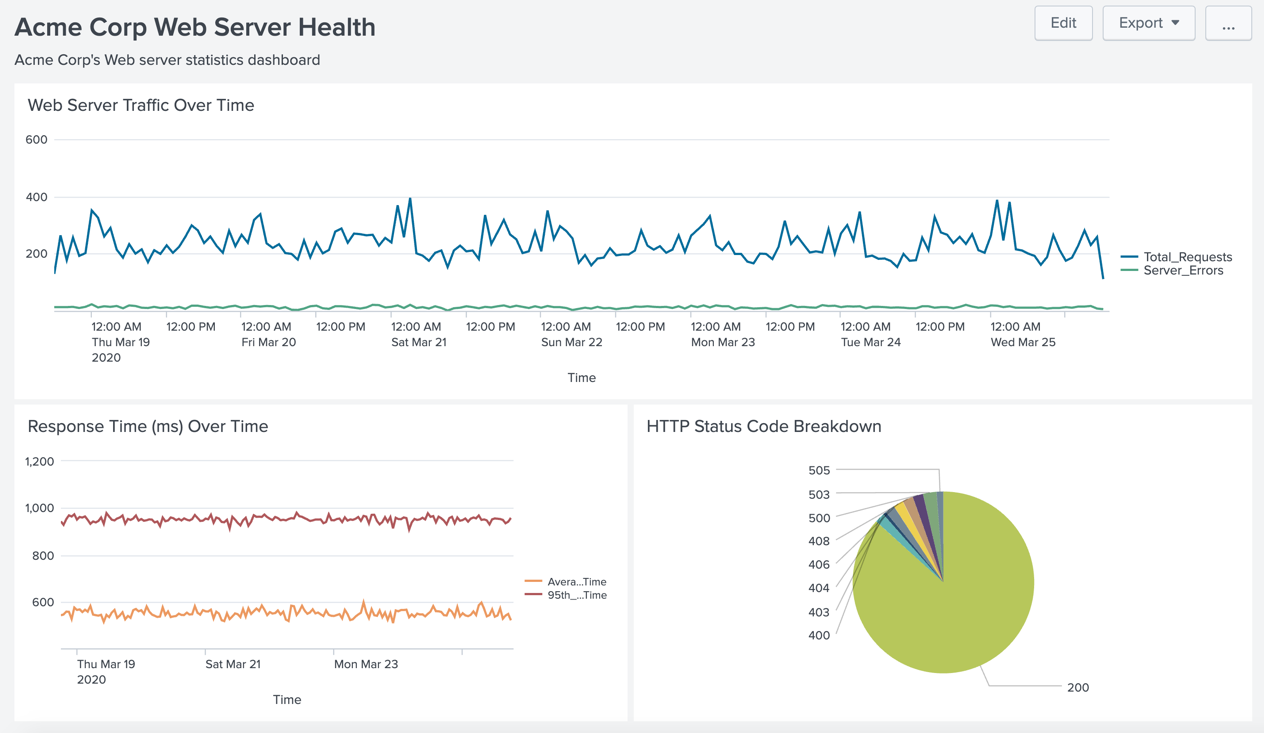 Acme Corp Web Server Health
Edit
Export
...
Acme Corp's Web server statistics dashboard
Web Server Traffic Over Time
600
400
200
Total_Requests
Server_Errors
12:00 AM 12:00 PM 12:00 AM 12:00 PM 12:00 AM 12:00 PM 12:00 AM 12:00 PM 12:00 AM 12:00 PM 12:00 AM 12:00 PM 12:00 AM
Thu Mar 19 Fri Mar 20 Sat Mar 21 Sun Mar 22 Mon Mar 23 Tue Mar 24 Wed Mar 25
2020
Time
Response Time (ms) Over Time
1,200
1,000
800
600
Avera...Time
95th_...Time
Thu Mar 19 Sat Mar 21 Mon Mar 23
2020
Time
HTTP Status Code Breakdown
505
503
500
408
406
404
403
400
200